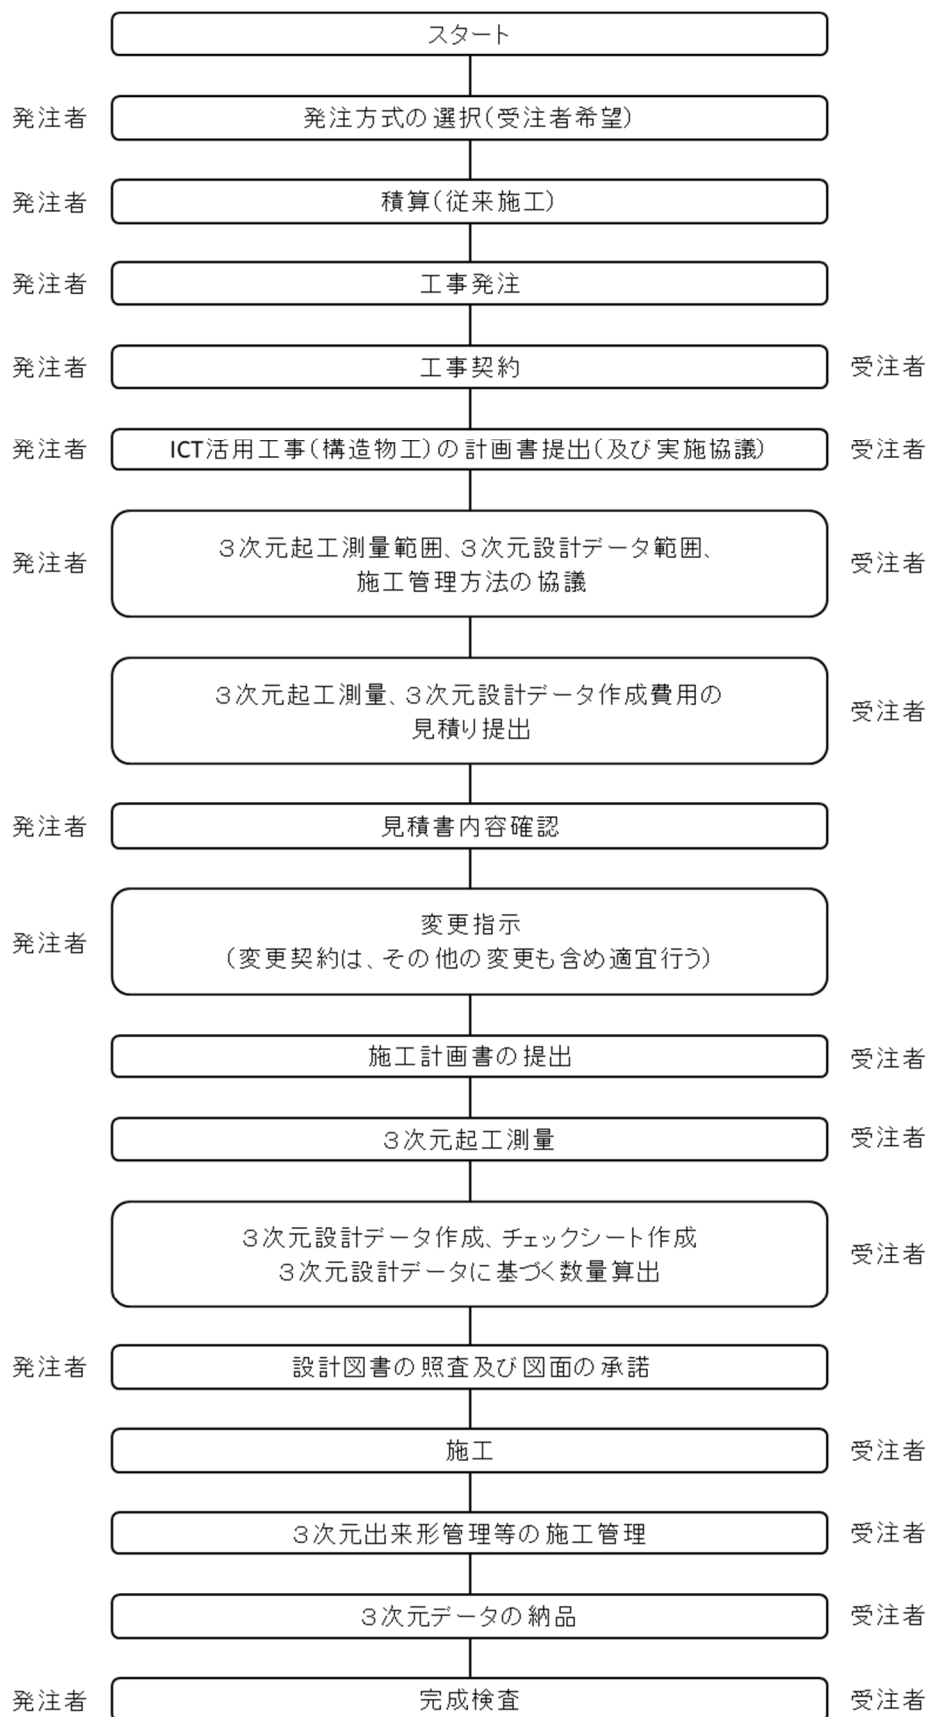 スタート
発注者 発注方式の選択(受注者希望)
発注者 積算(従来施工)
発注者 工事発注
発注者 工事契約 受注者
発注者 ICT活用工事(構造物工)の計画書提出(及び実施協議) 受注者
３次元起工測量範囲、３次元設計データ範囲、
発注者 施工管理方法の協議 受注者
３次元起工測量、３次元設計データ作成費用の
見積り提出 受注者
発注者 見積書内容確認
変更指示
発注者 (変更契約は、その他の変更も含め適宜行う)
施工計画書の提出 受注者
３次元起工測量 受注者
３次元設計データ作成、チェックシート作成
３次元設計データに基づく数量算出 受注者
発注者 設計図書の照査及び図面の承諾
施工 受注者
３次元出来形管理等の施工管理 受注者
３次元データの納品 受注者
発注者 完成検査 受注者